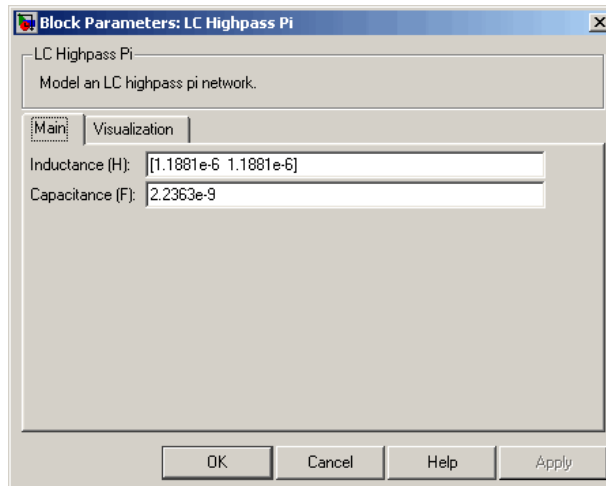 Block Parameters: LC Highpass Pi
LC Highpass Pi
Model an LC highpass pi network.
Main Visualization
Inductance (H): [1.1881e-6 1.1881e-6]
Capacitance (F): 2.2363e-9
OK Cancel Help Apply